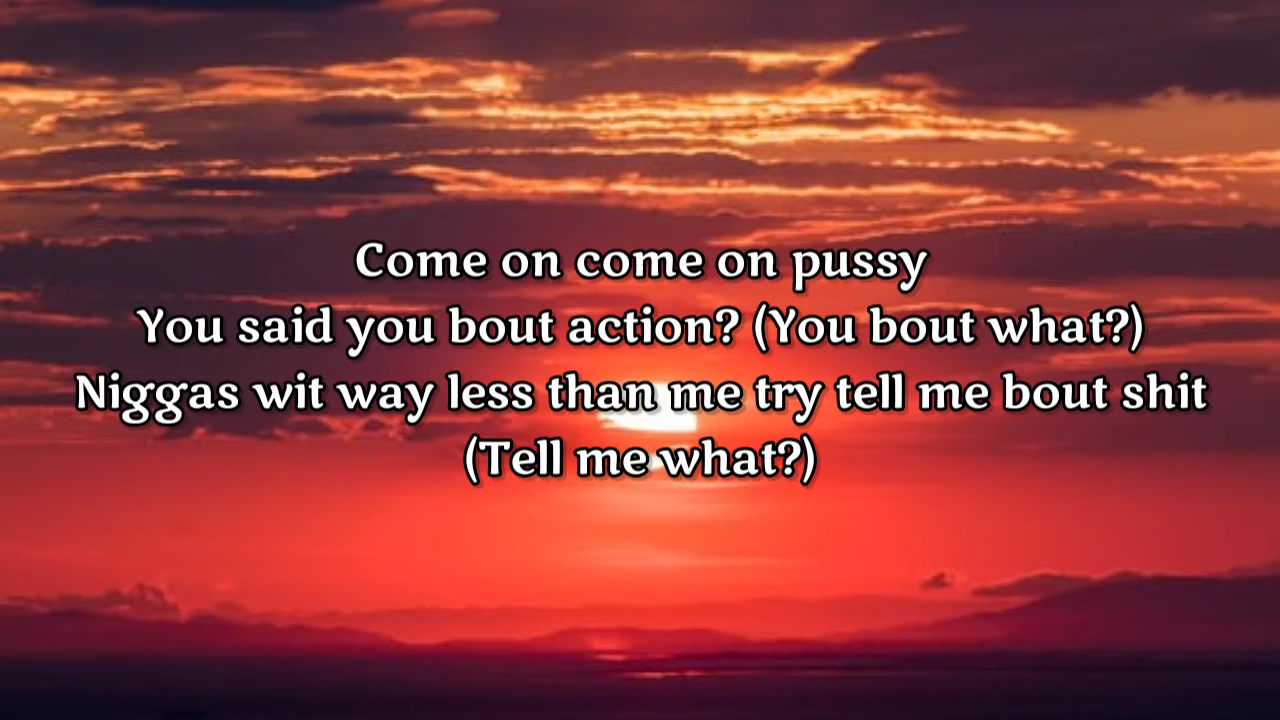 Come on come on pussy
You said you bout action? (You bout what?)
Niggas wit way less than me try tell me bout shit
(Tell me what?)